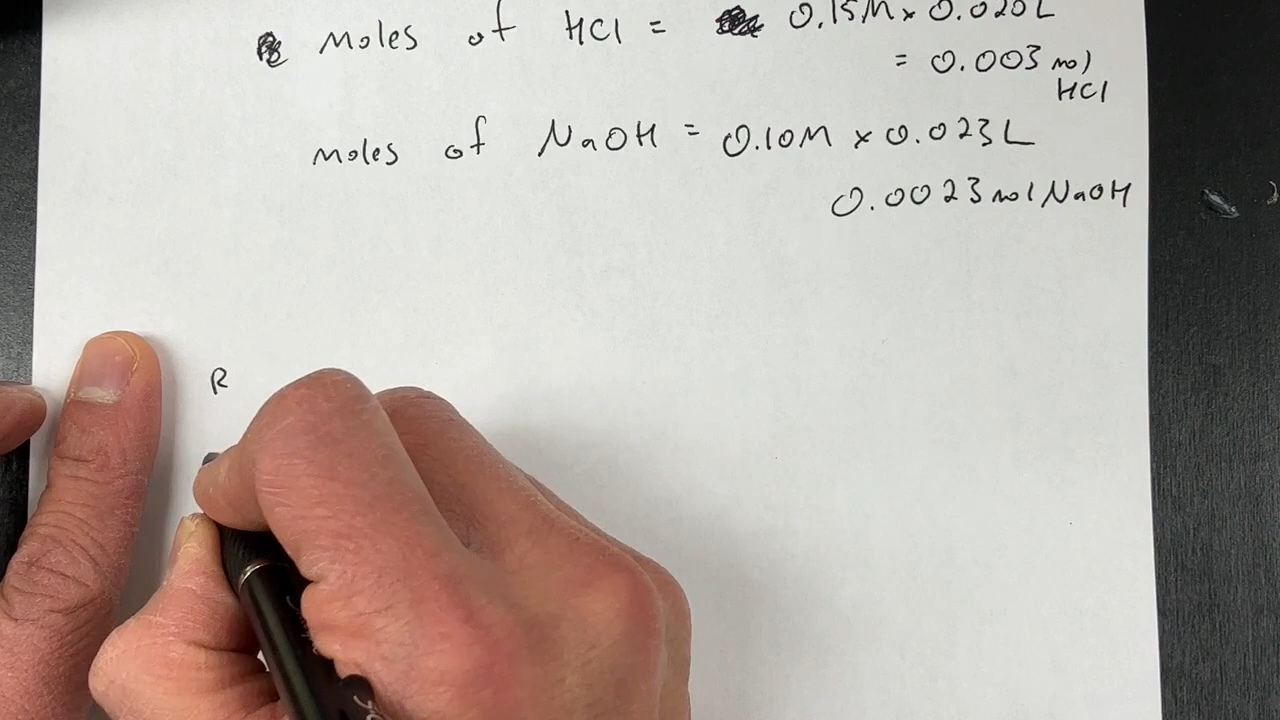 moles of HCl = 0.15M x 0.020L
= 0.003 mol
HCl
moles of NaOH = 0.10M x 0.023L
0.0023 mol NaOH
R